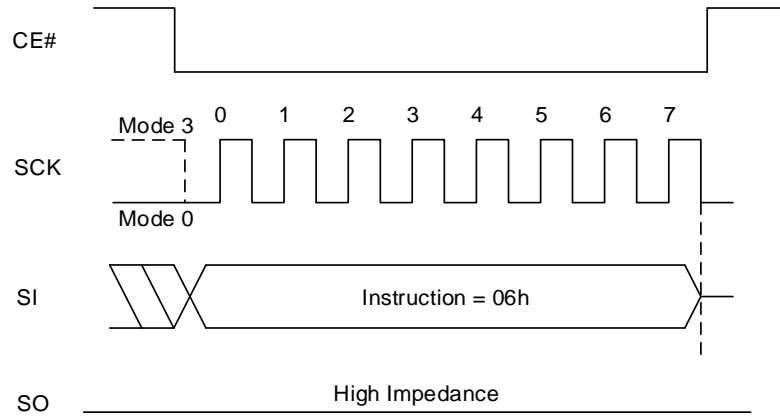 CE#
0 1 2 3 4 5 6 7
Mode 3
SCK
Mode 0
SI
Instruction = 06h
High Impedance
SO